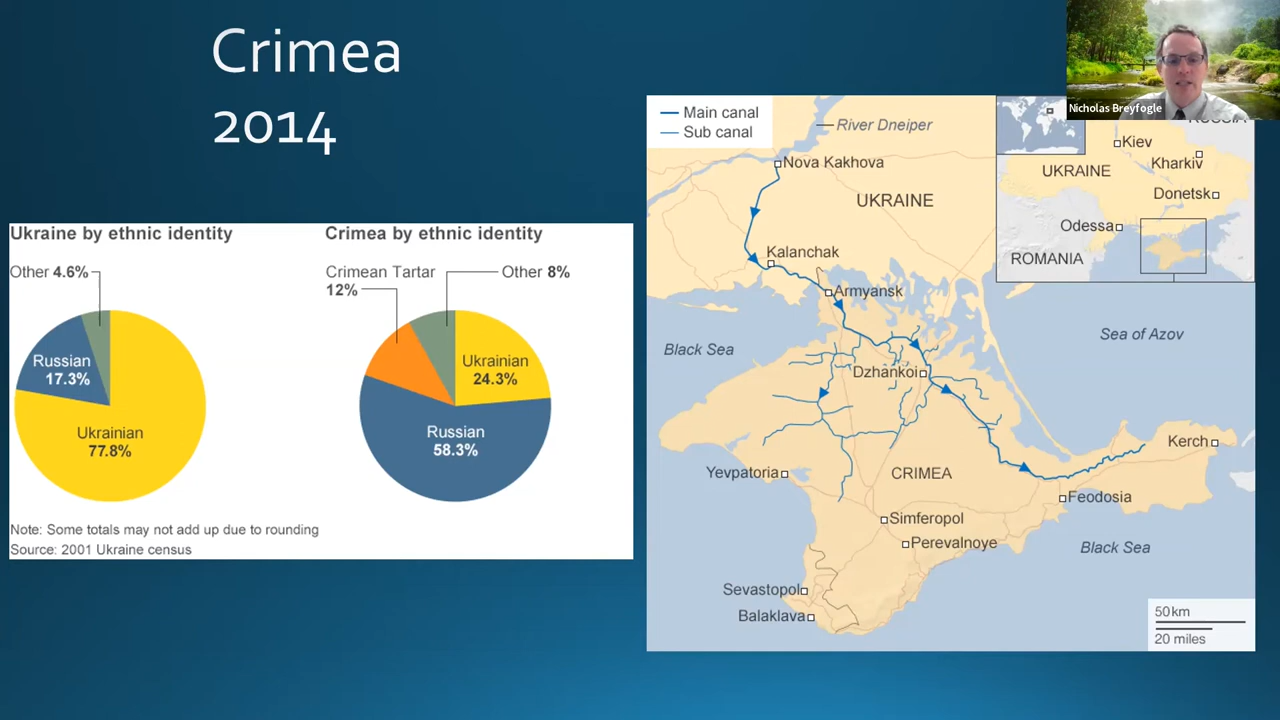 Crimea
2014
Nicholas Breyfogle
Ukraine by ethnic identity
Other 4.6%
Russian
17.3%
Ukrainian
77.8%
Crimea by ethnic identity
Crimean Tartar
12%
Other 8%
Ukrainian
24.3%
Russian
58.3%
Note: Some totals may not add up due to rounding
Source: 2001 Ukraine census
Main canal
Sub canal
River Dneiper
Nova Kakhova
UKRAINE
Kalanchak
Armyansk
Black Sea
Dzhankoi
Sea of Azov
Kerch
Yevpatoria
CRIMEA
Feodosia
Simferopol
Perevalnoye
Black Sea
Sevastopol
Balaklava
50km
20 miles
RUSSIA
Kiev
Kharkiv
UKRAINE
Donetsk
Odessa
ROMANIA